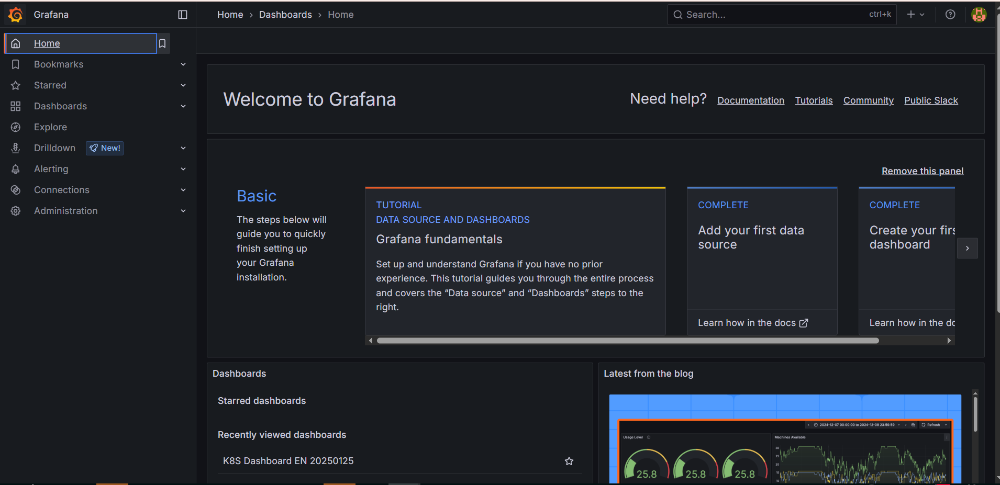 Grafana
Home › Dashboards › Home
Search...
ctrl+k
Home
Bookmarks
Starred
Dashboards
Explore
Drilldown
New!
Alerting
Connections
Administration
Welcome to Grafana
Need help?
Documentation
Tutorials
Community
Public Slack
Remove this panel
Basic
The steps below will
guide you to quickly
finish setting up
your Grafana
installation.
TUTORIAL
DATA SOURCE AND DASHBOARDS
Grafana fundamentals
Set up and understand Grafana if you have no prior
experience. This tutorial guides you through the entire process
and covers the “Data source” and “Dashboards” steps to the
right.
COMPLETE
Add your first data
source
Learn how in the docs
COMPLETE
Create your firs
dashboard
Learn how in the do
Dashboards
Starred dashboards
Recently viewed dashboards
K8S Dashboard EN 20250125
Latest from the blog
2024-12-07 00:00:00 to 2024-12-08 23:59:59
Refresh
Usage Level
25.8
25.8
25.8
Machines Available
30
25
20
15
10